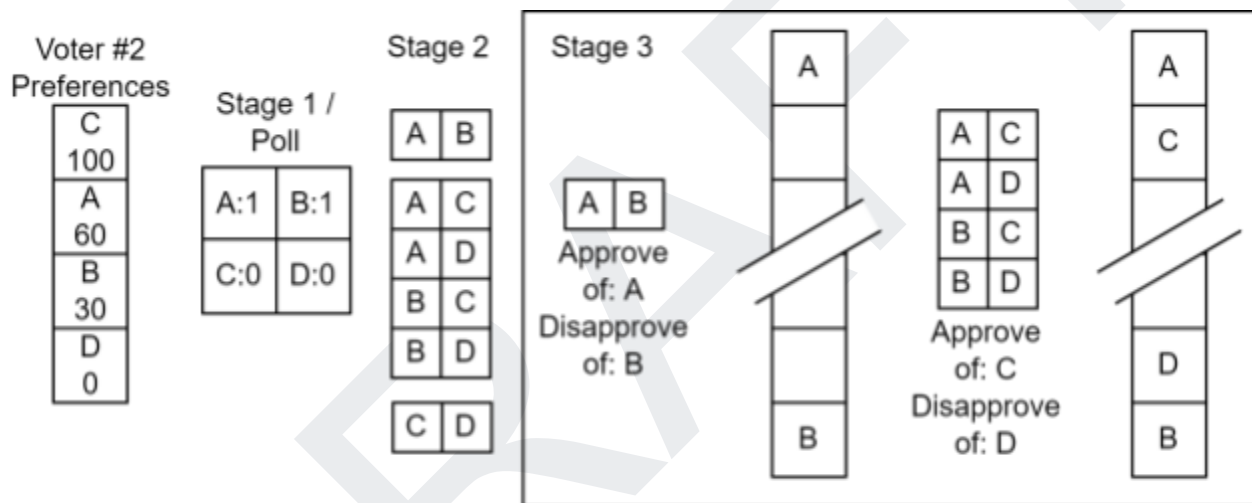 Voter #2
Preferences
C
100
A
60
B
30
D
0
Stage 1 /
Poll
A:1 B:1
C:0 D:0
Stage 2
A B
A C
A D
B C
B D
C D
Stage 3
A B
Approve
of: A
Disapprove
of: B
A
B
A C
A D
B C
B D
Approve
of: C
Disapprove
of: D
A
C
D
B